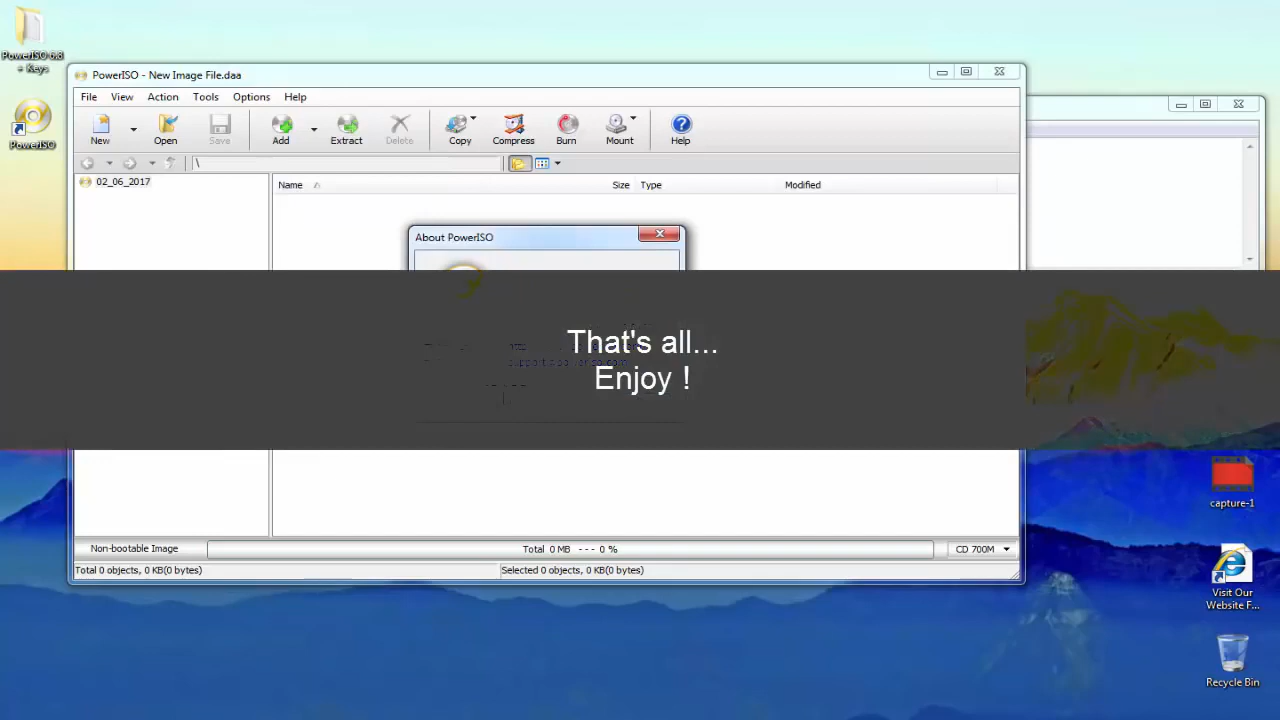 PowerISO 6.8
+ Keys
PowerISO
PowerISO - New Image File.daa
File View Action Tools Options Help
New Open Save Add Extract Delete Copy Compress Burn Mount Help
\
02_06_2017
Name Size Type Modified
About PowerISO
That's all...
Enjoy !
capture-1
Non-bootable Image Total 0 MB --- 0 % CD 700M
Total 0 objects, 0 KB(0 bytes) Selected 0 objects, 0 KB(0 bytes)
Visit Our
Website F...
Recycle Bin